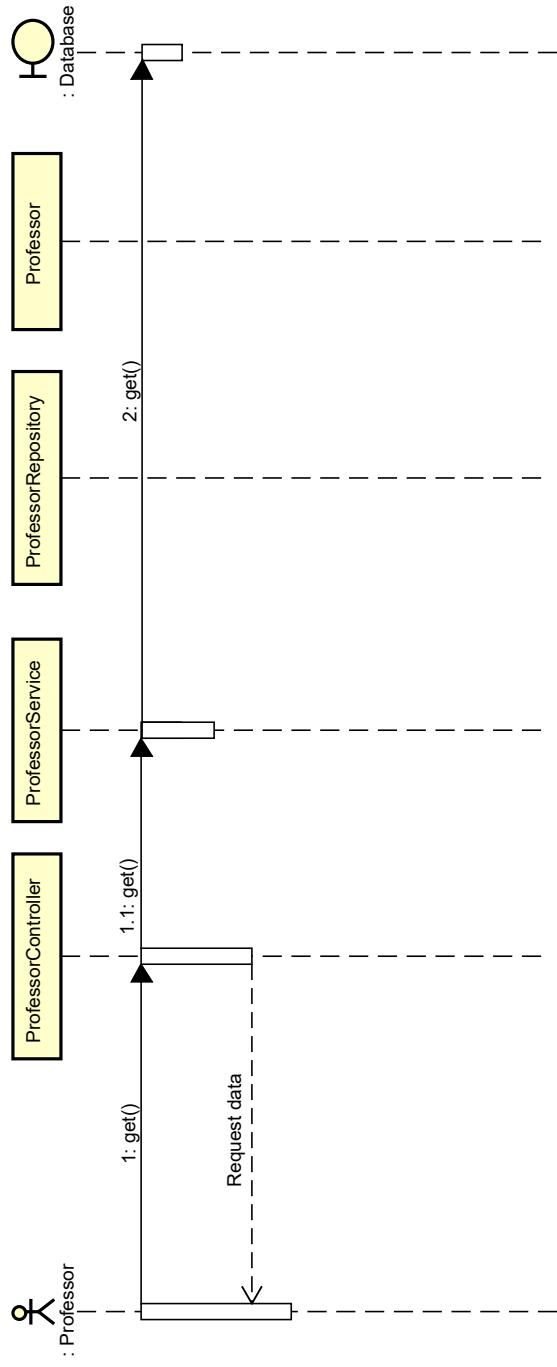 : Professor
ProfessorController
ProfessorService
ProfessorRepository
Professor
: Database
1: get()
1.1: get()
2: get()
Request data